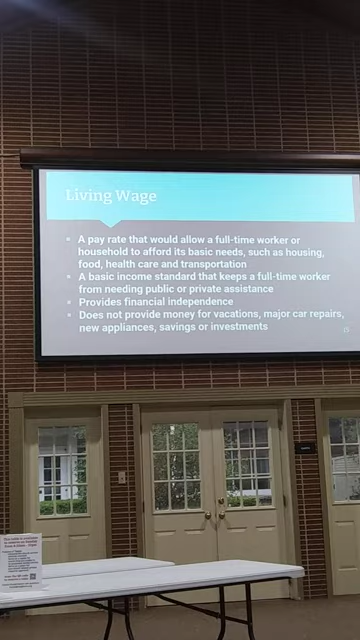 Living Wage
• A pay rate that would allow a full-time worker or
household to afford its basic needs, such as housing,
food, health care and transportation
• A basic income standard that keeps a full-time worker
from needing public or private assistance
• Provides financial independence
• Does not provide money for vacations, major car repairs,
new appliances, savings or investments